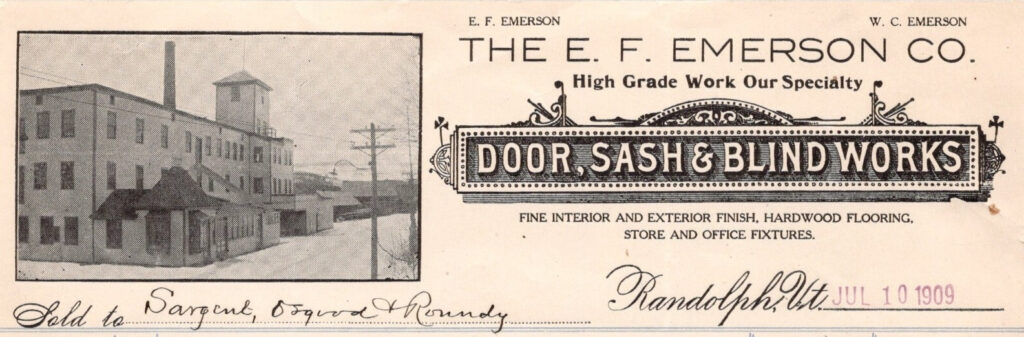 E. F. EMERSON W. C. EMERSON
THE E. F. EMERSON CO.
High Grade Work Our Specialty
DOOR, SASH & BLIND WORKS
FINE INTERIOR AND EXTERIOR FINISH, HARDWOOD FLOORING,
STORE AND OFFICE FIXTURES.
Randolph, Vt. JUL 10 1909
Sold to Sargent, Osgood & Roundy